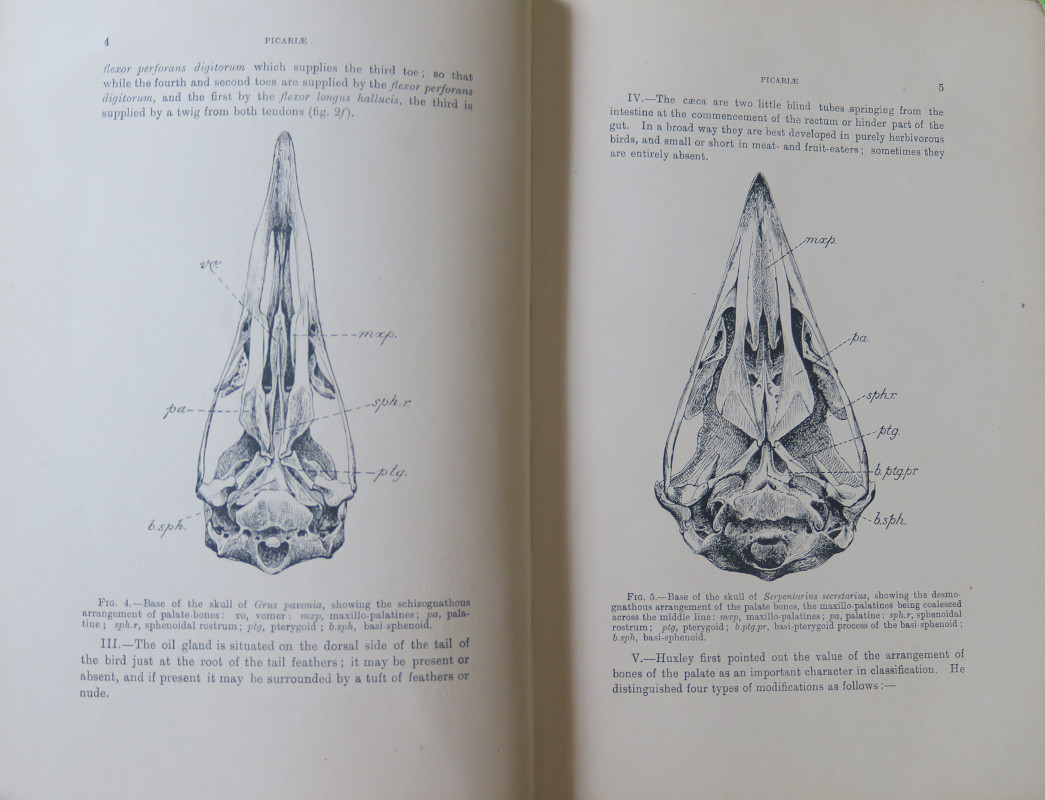 4
PICARIÆ
flexor perforans digitorum which supplies the third toe; so that
while the fourth and second toes are supplied by the flexor perforans
digitorum, and the first by the flexor longus hallucis, the third is
supplied by a twig from both tendons (fig. 2f).
vo.
mxp.
pa
sph.r.
ptg.
b.sph.
FIG. 4.—Base of the skull of Grus pavonia, showing the schizognathous
arrangement of palate-bones: vo, vomer: mxp, maxillo-palatines; pa, pala-
tine; sph.r, sphenoidal rostrum; ptg, pterygoid; b.sph, basi-sphenoid.
III.—The oil gland is situated on the dorsal side of the tail of
the bird just at the root of the tail feathers; it may be present or
absent, and if present it may be surrounded by a tuft of feathers or
nude.
PICARIÆ
5
IV.—The cæca are two little blind tubes springing from the
intestine at the commencement of the rectum or hinder part of the
gut. In a broad way they are best developed in purely herbivorous
birds, and small or short in meat- and fruit-eaters; sometimes they
are entirely absent.
mxp.
pa.
sph.r.
ptg.
b.ptg.pr
b.sph.
FIG. 5.—Base of the skull of Serpentarius secretarius, showing the desmo-
gnathous arrangement of the palate bones, the maxillo-palatines being coalesced
across the middle line: mxp, maxillo-palatines; pa, palatine: sph.r, sphenoidal
rostrum; ptg, pterygoid; b.ptg.pr, basi-pterygoid process of the basi-sphenoid;
b.sph, basi-sphenoid.
V.—Huxley first pointed out the value of the arrangement of
bones of the palate as an important character in classification. He
distinguished four types of modifications as follows:—